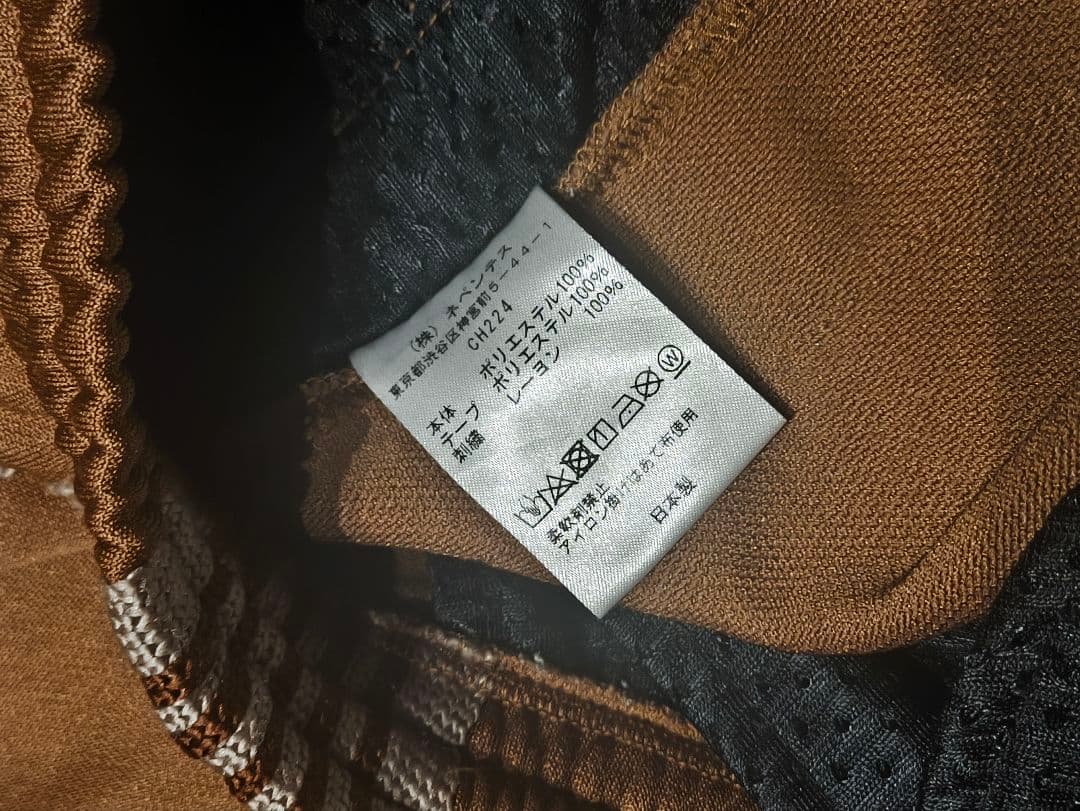 (株) ネペンテス
東京都渋谷区神宮前5-44-1
CH224
本体 ポリエステル100%
テープ ポリエステル100%
刺繍 レーヨン 100%
W
柔軟剤禁止
アイロン掛けはあて布使用
日本製